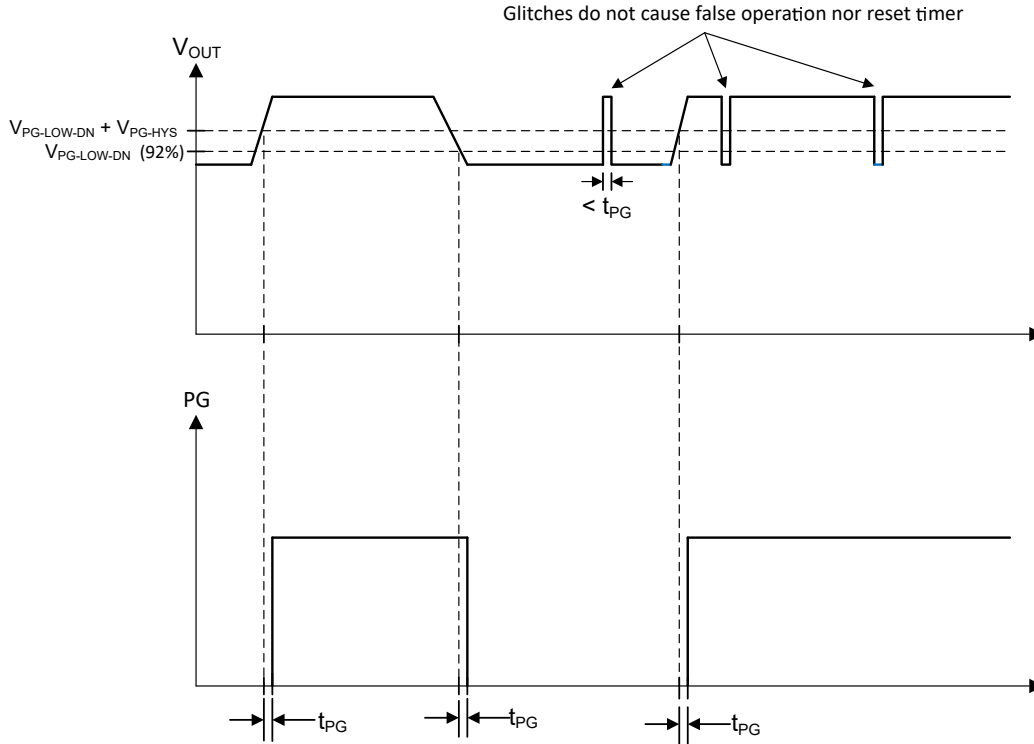 Glitches do not cause false operation nor reset timer
VOUT
VPG-LOW-DN + VPG-HYS
VPG-LOW-DN (92%)
< tPG
PG
tPG
tPG
tPG